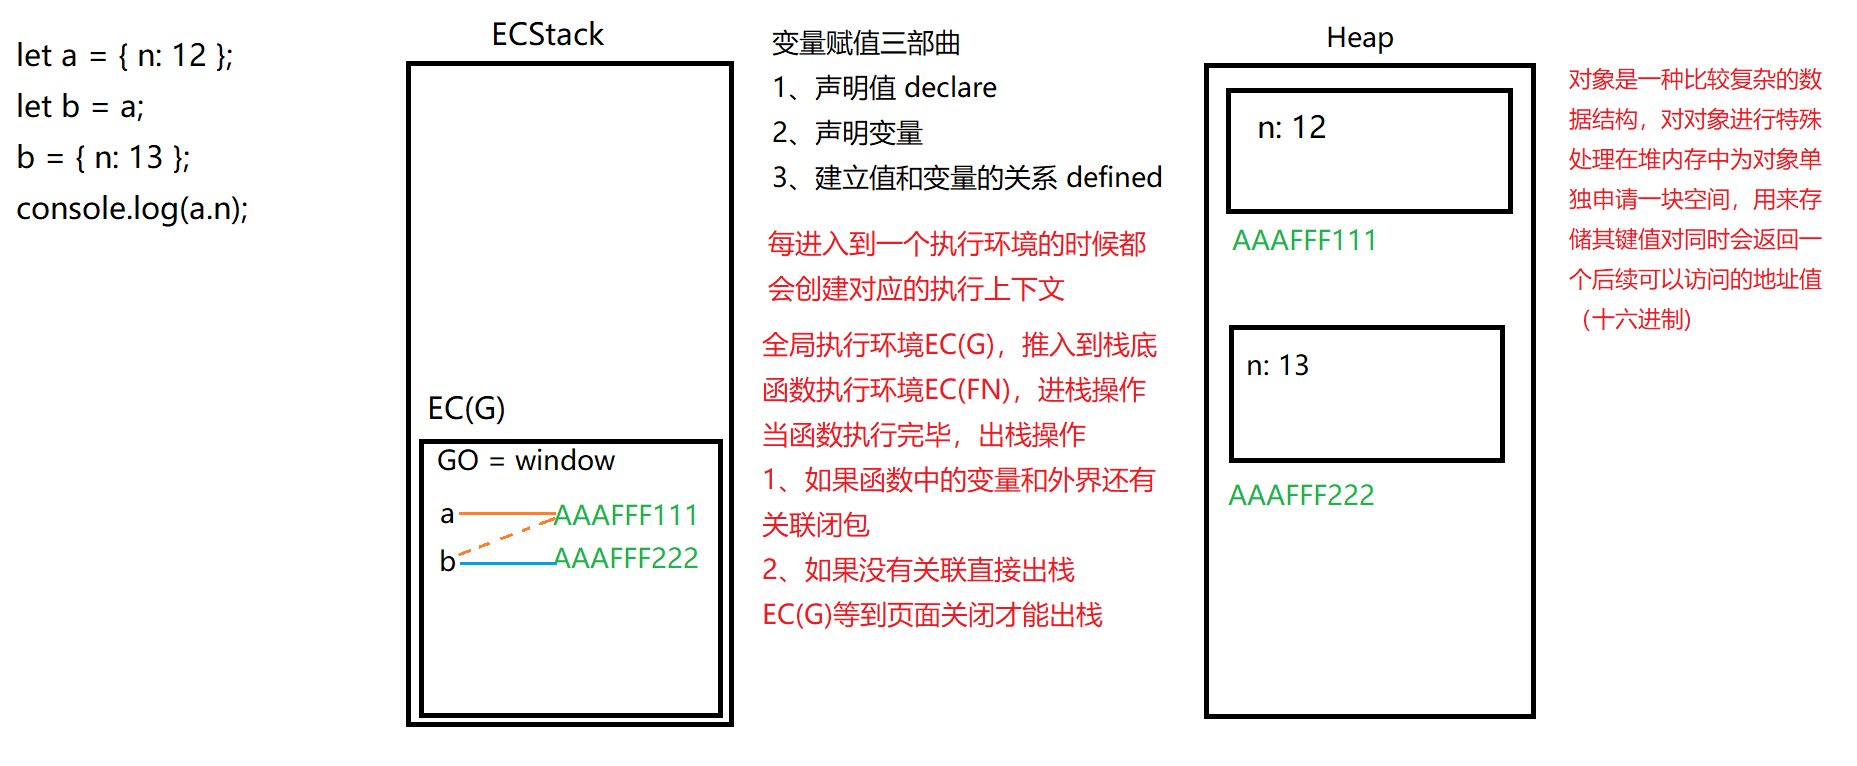 let a = { n: 12 };
let b = a;
b = { n: 13 };
console.log(a.n);
ECStack
EC(G)
GO = window
a
AAAFFF111
b
AAAFFF222
变量赋值三部曲
1、声明值 declare
2、声明变量
3、建立值和变量的关系 defined
每进入到一个执行环境的时候都
会创建对应的执行上下文
全局执行环境EC(G)，推入到栈底
函数执行环境EC(FN)，进栈操作
当函数执行完毕，出栈操作
1、如果函数中的变量和外界还有
关联闭包
2、如果没有关联直接出栈
EC(G)等到页面关闭才能出栈
Heap
n: 12
AAAFFF111
n: 13
AAAFFF222
对象是一种比较复杂的数
据结构，对对象进行特殊
处理在堆内存中为对象单
独申请一块空间，用来存
储其键值对同时会返回一
个后续可以访问的地址值
（十六进制)